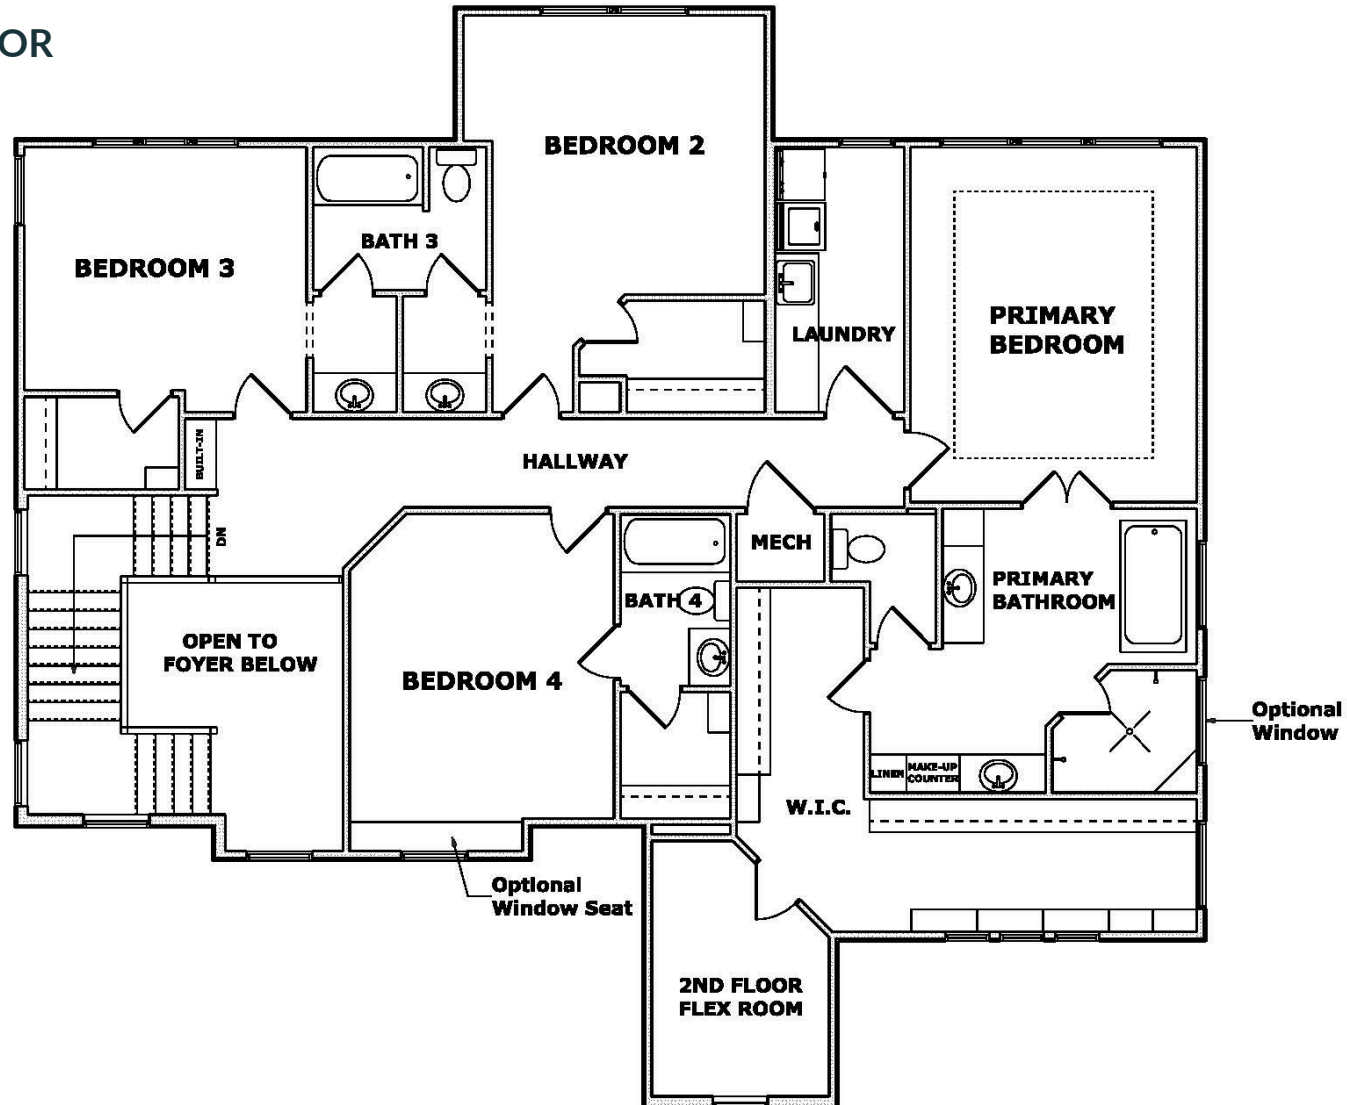 OR
BEDROOM 2
BATH 3
BEDROOM 3
LAUNDRY
PRIMARY
BEDROOM
BUILT-IN
HALLWAY
DN
MECH
PRIMARY
BATHROOM
BATH 4
OPEN TO
FOYER BELOW
BEDROOM 4
Optional
Window
LINEN
MAKE-UP
COUNTER
W.I.C.
Optional
Window Seat
2ND FLOOR
FLEX ROOM